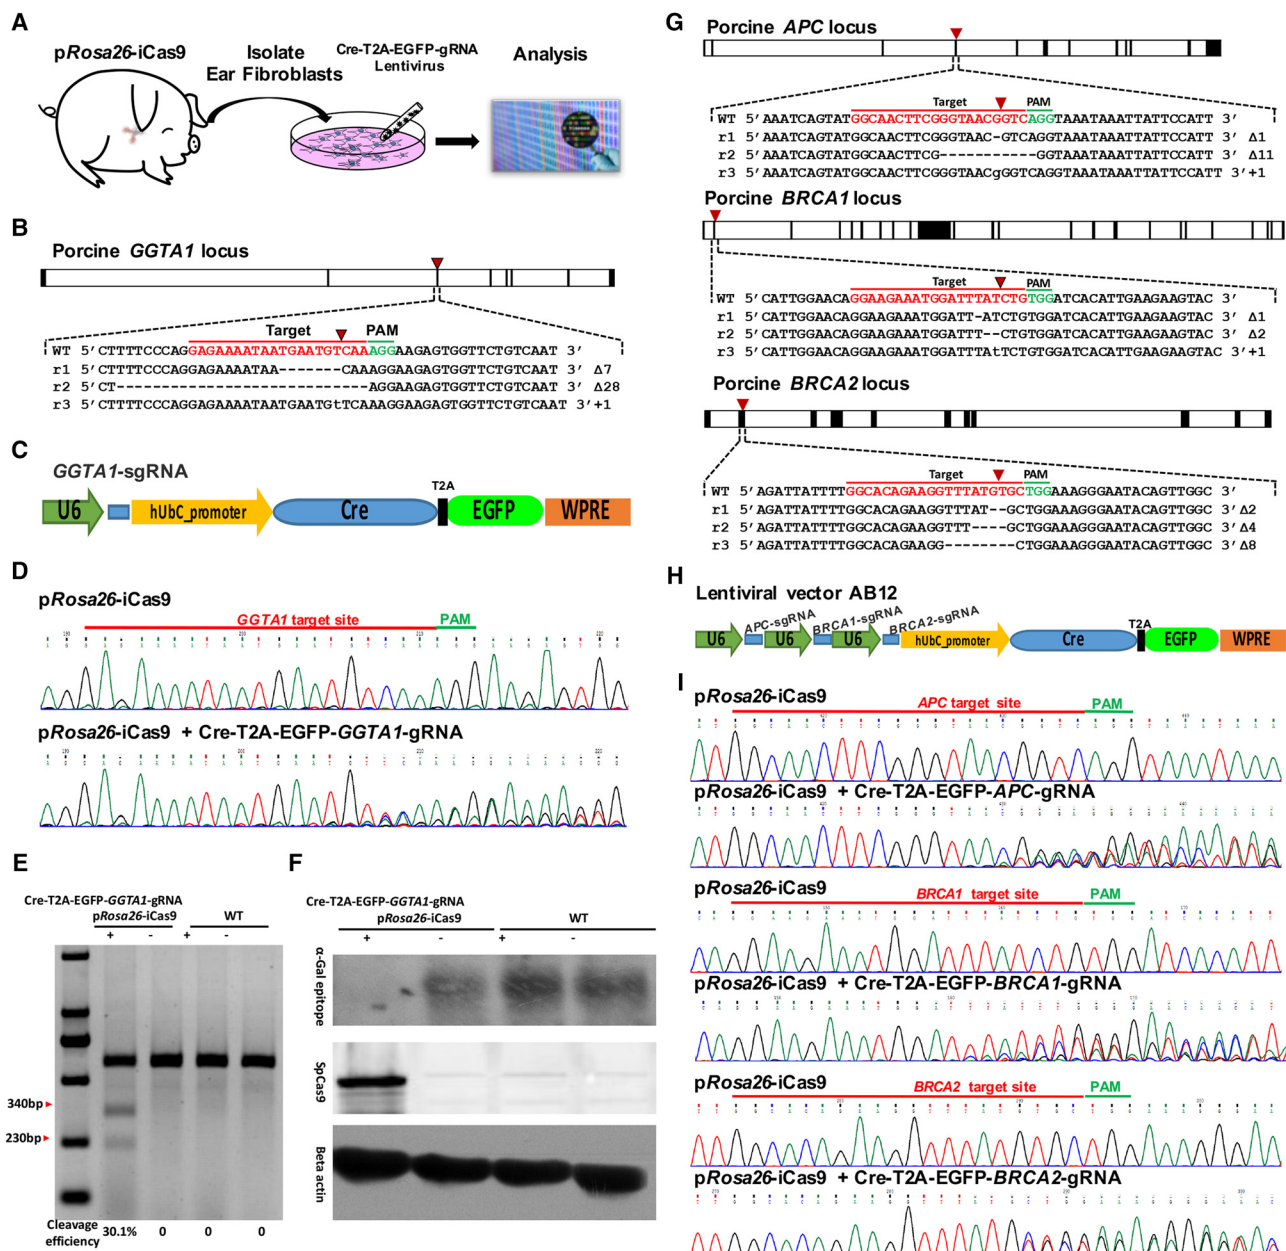 A
pRosa26-iCas9
Isolate
Ear Fibroblasts
Cre-T2A-EGFP-gRNA
Lentivirus
Analysis
B
Porcine GGTA1 locus
Target PAM
WT 5'CTTTTCCCAGGAGAAAATAATGAATGTCAAAGGAAGAGTGGTTCTGTCAAT 3'
r1 5'CTTTTCCCAGGAGAAAATAA-------CAAAGGAAGAGTGGTTCTGTCAAT 3' Δ7
r2 5'CT----------------------------AGGAAGAGTGGTTCTGTCAAT 3' Δ28
r3 5'CTTTTCCCAGGAGAAAATAATGAATGtTCAAAGGAAGAGTGGTTCTGTCAAT 3'+1
C
GGTA1-sgRNA
U6 hUbC_promoter Cre T2A EGFP WPRE
D
pRosa26-iCas9
GGTA1 target site PAM
pRosa26-iCas9 + Cre-T2A-EGFP-GGTA1-gRNA
E
Cre-T2A-EGFP-GGTA1-gRNA
pRosa26-iCas9 WT
+ - + -
340bp
230bp
Cleavage efficiency 30.1% 0 0 0
F
Cre-T2A-EGFP-GGTA1-gRNA
pRosa26-iCas9 WT
+ - + -
α-Gal epitope
SpCas9
Beta actin
G
Porcine APC locus
Target PAM
WT 5'AAATCAGTATGGCAACTTCGGGTAACGGTCAGGTAAATAAATTATTCCATT 3'
r1 5'AAATCAGTATGGCAACTTCGGGTAAC-GTCAGGTAAATAAATTATTCCATT 3' Δ1
r2 5'AAATCAGTATGGCAACTTCG-----------GGTAAATAAATTATTCCATT 3' Δ11
r3 5'AAATCAGTATGGCAACTTCGGGTAACgGGTCAGGTAAATAAATTATTCCATT 3'+1
Porcine BRCA1 locus
Target PAM
WT 5'CATTGGAACAGGAAGAAATGGATTTATCTGTGGATCACATTGAAGAAGTAC 3'
r1 5'CATTGGAACAGGAAGAAATGGATT-ATCTGTGGATCACATTGAAGAAGTAC 3' Δ1
r2 5'CATTGGAACAGGAAGAAATGGATTT--CTGTGGATCACATTGAAGAAGTAC 3' Δ2
r3 5'CATTGGAACAGGAAGAAATGGATTTATtTCTGTGGATCACATTGAAGAAGTAC 3'+1
Porcine BRCA2 locus
Target PAM
WT 5'AGATTATTTTGGCACAGAAGGTTTATGTGCTGGAAAGGGAATACAGTTGGC 3'
r1 5'AGATTATTTTGGCACAGAAGGTTTAT--GCTGGAAAGGGAATACAGTTGGC 3'Δ2
r2 5'AGATTATTTTGGCACAGAAGGTTT----GCTGGAAAGGGAATACAGTTGGC 3'Δ4
r3 5'AGATTATTTTGGCACAGAAGG--------CTGGAAAGGGAATACAGTTGGC 3'Δ8
H
Lentiviral vector AB12
U6 APC-sgRNA U6 BRCA1-sgRNA U6 BRCA2-sgRNA hUbC_promoter Cre T2A EGFP WPRE
I
pRosa26-iCas9
APC target site PAM
pRosa26-iCas9 + Cre-T2A-EGFP-APC-gRNA
pRosa26-iCas9
BRCA1 target site PAM
pRosa26-iCas9 + Cre-T2A-EGFP-BRCA1-gRNA
pRosa26-iCas9
BRCA2 target site PAM
pRosa26-iCas9 + Cre-T2A-EGFP-BRCA2-gRNA